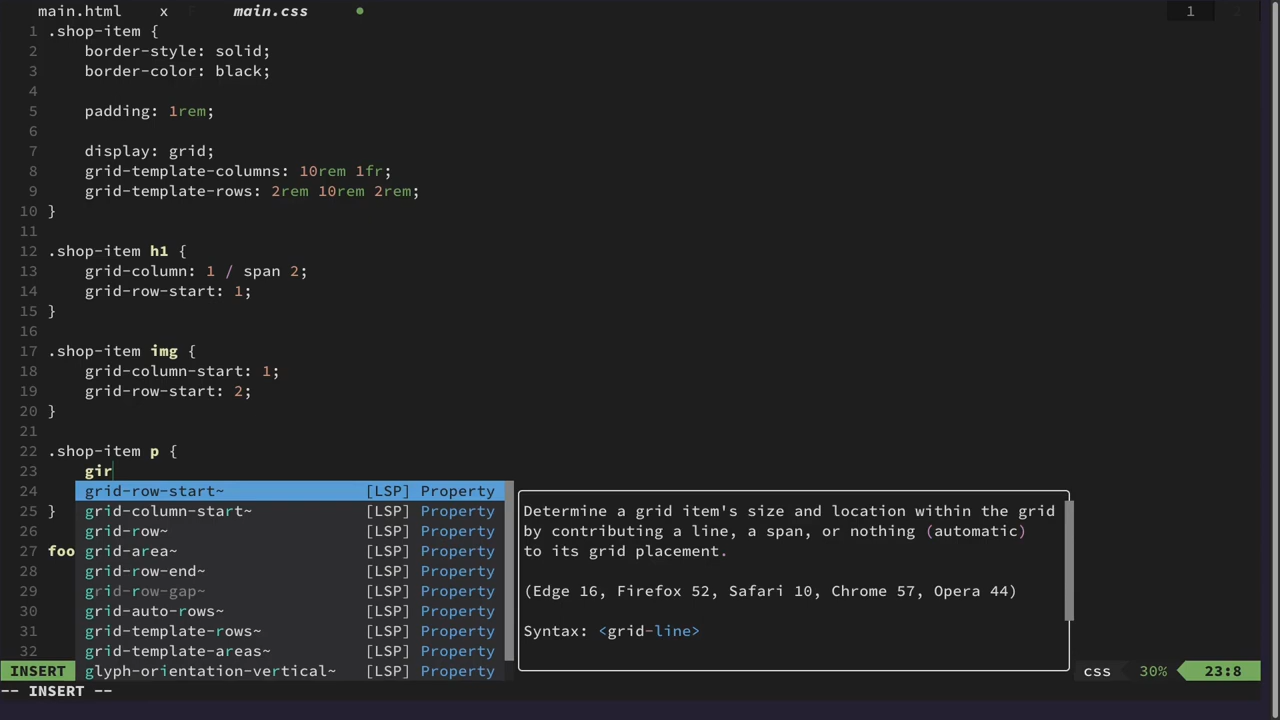 main.html x main.css ● 1
1 .shop-item {
2 border-style: solid;
3 border-color: black;
4
5 padding: 1rem;
6
7 display: grid;
8 grid-template-columns: 10rem 1fr;
9 grid-template-rows: 2rem 10rem 2rem;
10 }
11
12 .shop-item h1 {
13 grid-column: 1 / span 2;
14 grid-row-start: 1;
15 }
16
17 .shop-item img {
18 grid-column-start: 1;
19 grid-row-start: 2;
20 }
21
22 .shop-item p {
23 gir
24 grid-row-start~ [LSP] Property
25 } grid-column-start~ [LSP] Property Determine a grid item's size and location within the grid
26 grid-row~ [LSP] Property by contributing a line, a span, or nothing (automatic)
27 foo grid-area~ [LSP] Property to its grid placement.
28 grid-row-end~ [LSP] Property
29 grid-row-gap~ [LSP] Property (Edge 16, Firefox 52, Safari 10, Chrome 57, Opera 44)
30 grid-auto-rows~ [LSP] Property
31 grid-template-rows~ [LSP] Property Syntax: <grid-line>
32 grid-template-areas~ [LSP] Property
INSERT glyph-orientation-vertical~ [LSP] Property css 30% 23:8
-- INSERT --